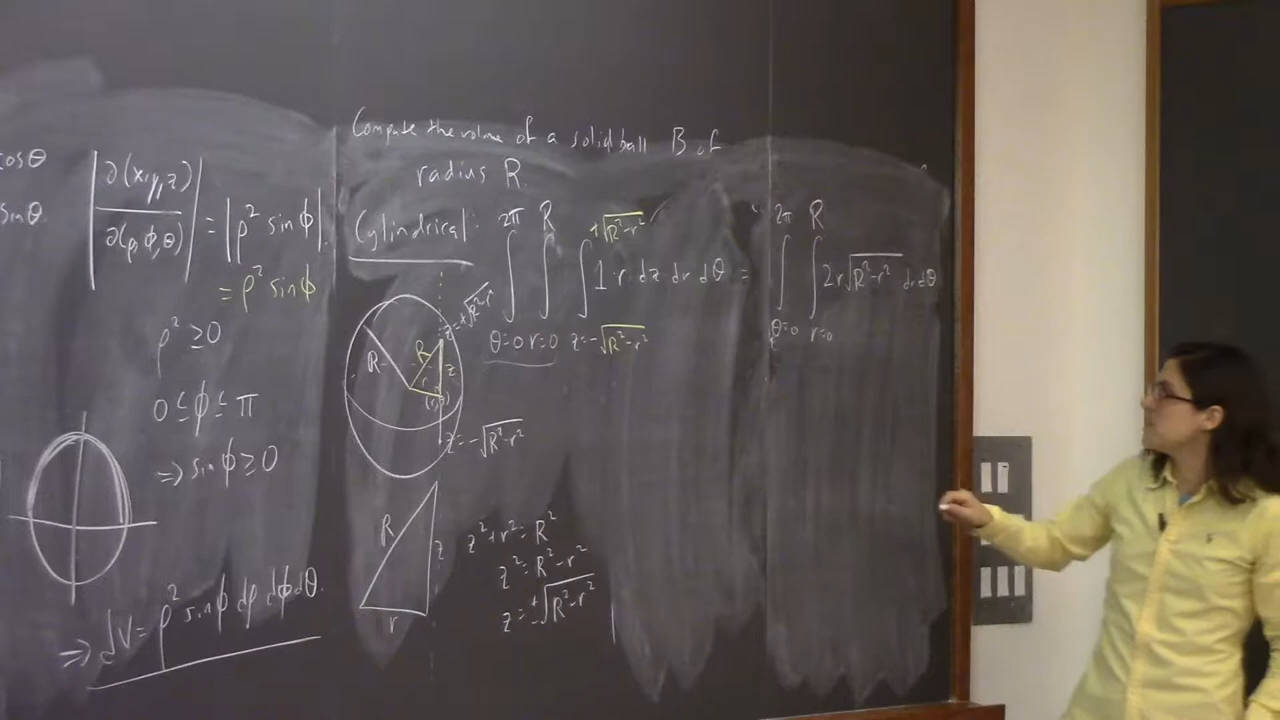 cosθ
sinθ.
|∂(x,y,z)/∂(ρ,ϕ,θ)| = |ρ² sin ϕ|.
= ρ² sinϕ
ρ² ≥ 0
0 ≤ ϕ ≤ π
⇒ sin ϕ ≥ 0
⇒ dV = ρ² sinϕ dρ dϕ dθ.
Compute the volume of a solid ball B of
radius R.
Cylindrical: ∫_{θ=0}^{2π} ∫_{r=0}^{R} ∫_{z=-√(R²-r²)}^{+√(R²-r²)} 1·r dz dr dθ = ∫_{θ=0}^{2π} ∫_{r=0}^{R} 2r√(R²-r²) dr dθ
z=+√(R²-r²)
R
R
z
r
z=-√(R²-r²)
R
z
r
z²+r²=R²
z²=R²-r²
z=±√(R²-r²)